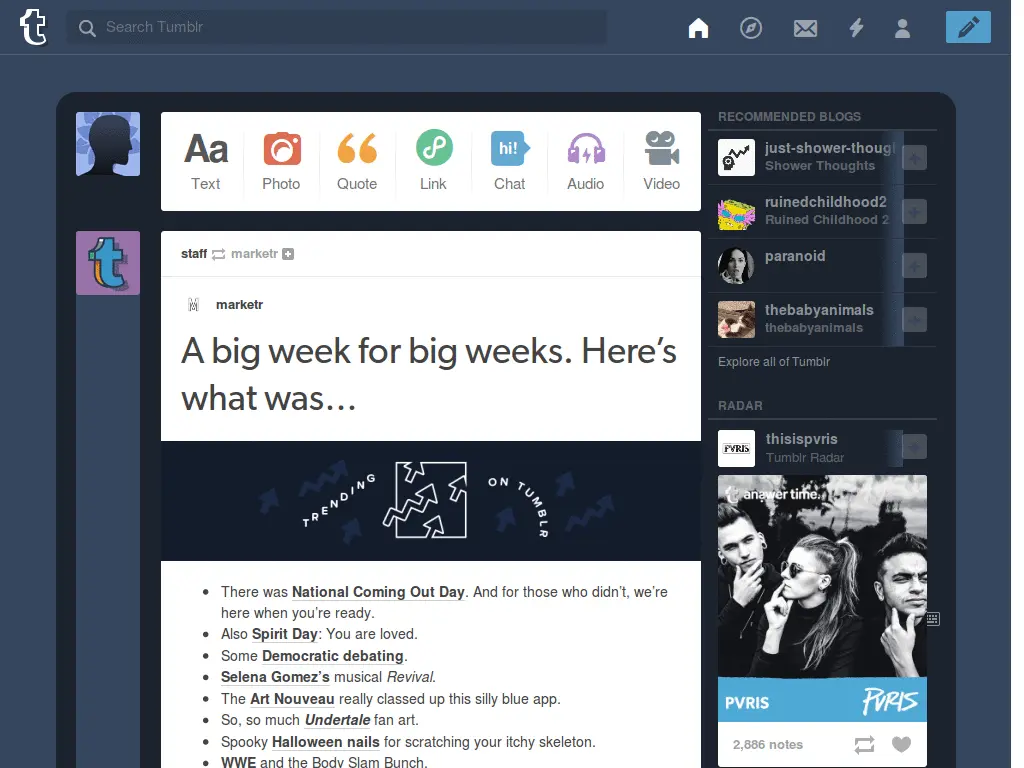 Search Tumblr
Aa
hi!
Text
Photo
Quote
Link
Chat
Audio
Video
staff marketr
marketr
A big week for big weeks. Here’s
what was…
TRENDING
ON TUMBLR
There was National Coming Out Day. And for those who didn’t, we’re
here when you’re ready.
Also Spirit Day: You are loved.
Some Democratic debating.
Selena Gomez’s musical Revival.
The Art Nouveau really classed up this silly blue app.
So, so much Undertale fan art.
Spooky Halloween nails for scratching your itchy skeleton.
WWE and the Body Slam Bunch.
RECOMMENDED BLOGS
just-shower-though
Shower Thoughts
ruinedchildhood2
Ruined Childhood 2
paranoid
thebabyanimals
thebabyanimals
Explore all of Tumblr
RADAR
PVRIS
thisispvris
Tumblr Radar
t answer time.
PVRIS
PVRIS
2,886 notes